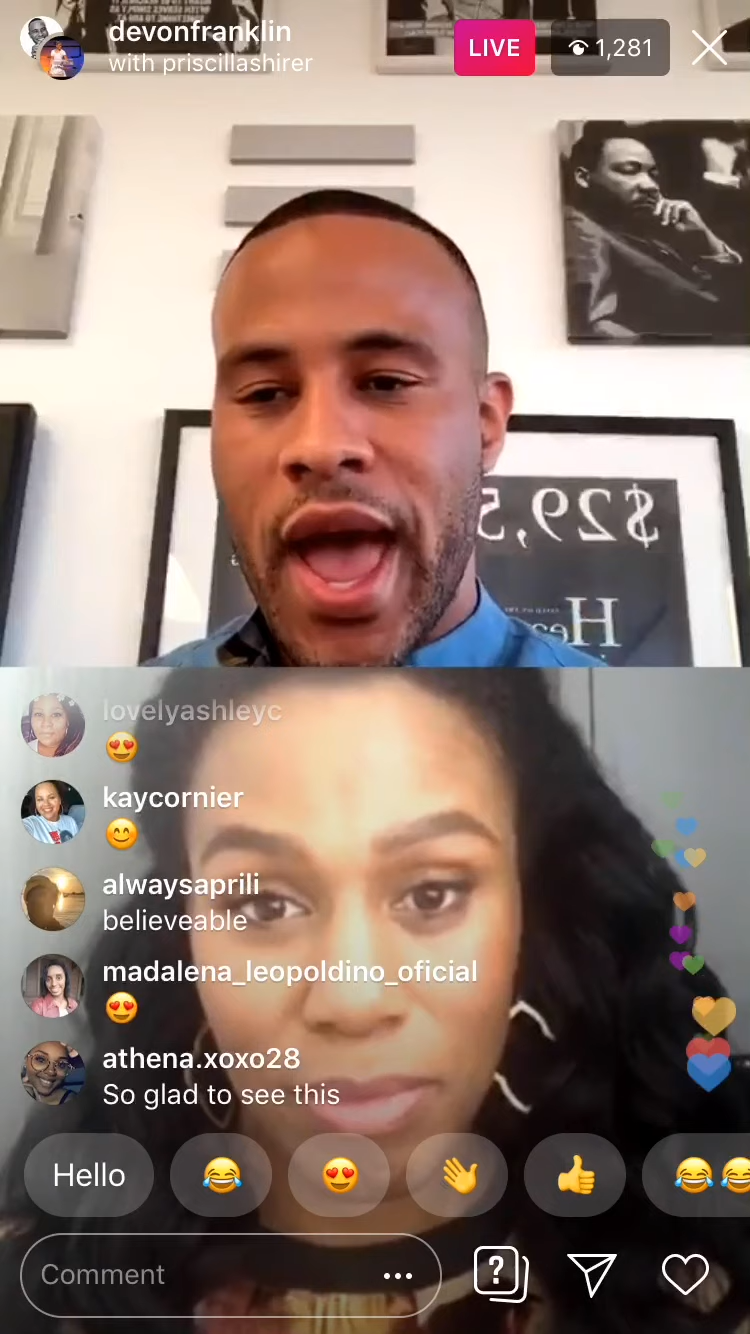 devonfranklin
with priscillashirer
LIVE
1,281
$29,5
Hea
lovelyashleyc
😍
kaycornier
😊
alwaysaprili
believeable
madalena_leopoldino_oficial
😍
athena.xoxo28
So glad to see this
Hello 😂 😍 👋 👍 😂😂
Comment
?